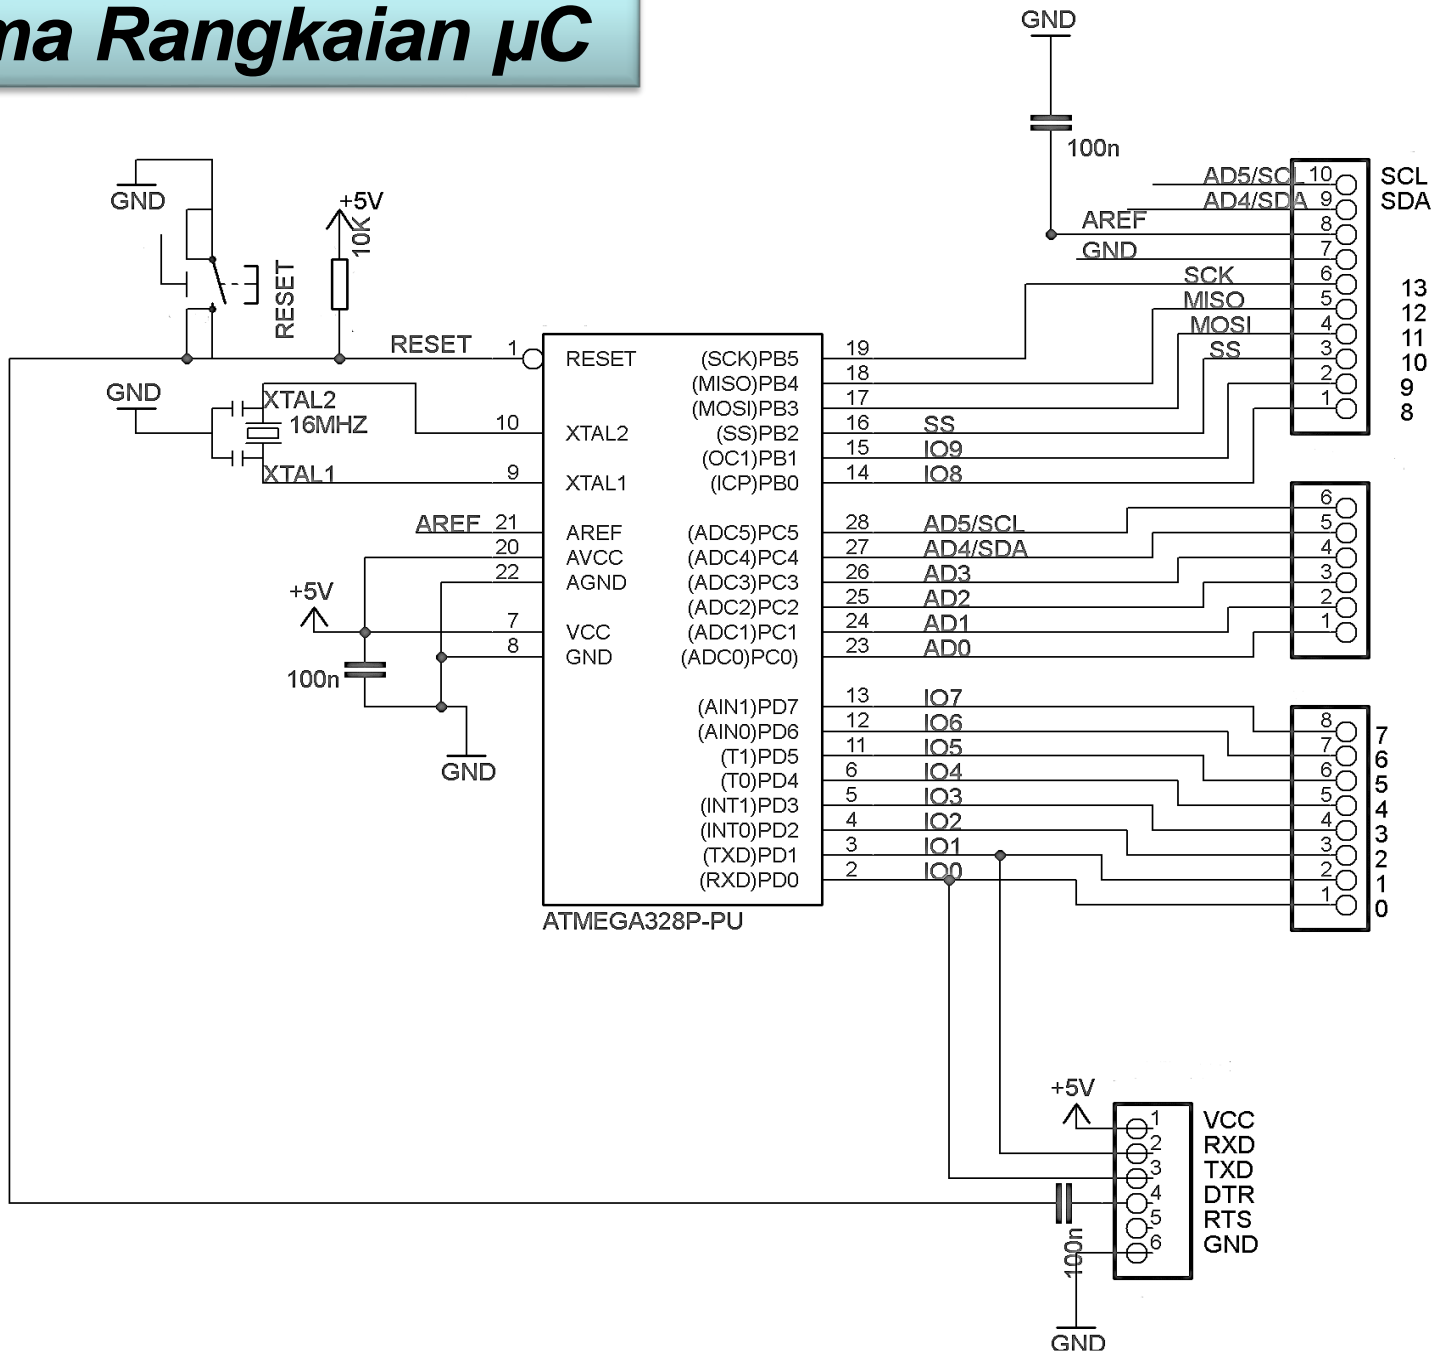 ma Rangkaian µC
GND
100n
GND
+5V
10K
RESET
RESET
GND
XTAL2
16MHZ
XTAL1
AREF
+5V
100n
GND
1
10
9
21
20
22
7
8
RESET
XTAL2
XTAL1
AREF
AVCC
AGND
VCC
GND
(SCK)PB5
(MISO)PB4
(MOSI)PB3
(SS)PB2
(OC1)PB1
(ICP)PB0
(ADC5)PC5
(ADC4)PC4
(ADC3)PC3
(ADC2)PC2
(ADC1)PC1
(ADC0)PC0)
(AIN1)PD7
(AIN0)PD6
(T1)PD5
(T0)PD4
(INT1)PD3
(INT0)PD2
(TXD)PD1
(RXD)PD0
ATMEGA328P-PU
19
18
17
16 SS
15 IO9
14 IO8
28 AD5/SCL
27 AD4/SDA
26 AD3
25 AD2
24 AD1
23 AD0
13 IO7
12 IO6
11 IO5
6 IO4
5 IO3
4 IO2
3 IO1
2 IO0
AD5/SCL 10 SCL
AD4/SDA 9 SDA
AREF 8
GND 7
SCK 6 13
MISO 5 12
MOSI 4 11
SS 3 10
2 9
1 8
6
5
4
3
2
1
8 7
7 6
6 5
5 4
4 3
3 2
2 1
1 0
+5V
1 VCC
2 RXD
3 TXD
4 DTR
5 RTS
6 GND
100n
GND